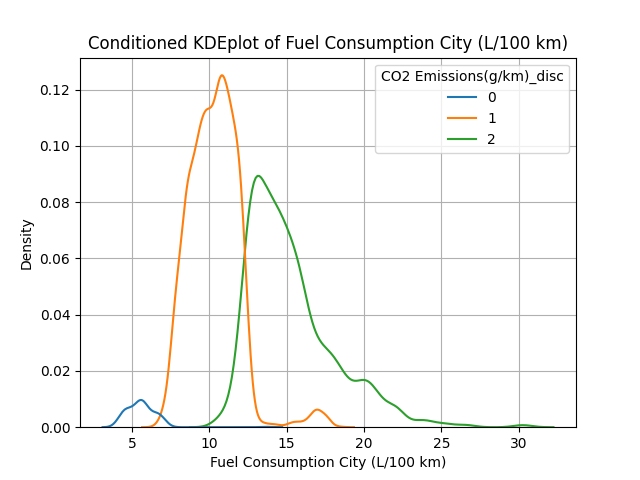 Conditioned KDEplot of Fuel Consumption City (L/100 km)
CO2 Emissions(g/km)_disc
0
1
2
Density
0.12
0.10
0.08
0.06
0.04
0.02
0.00
5 10 15 20 25 30
Fuel Consumption City (L/100 km)